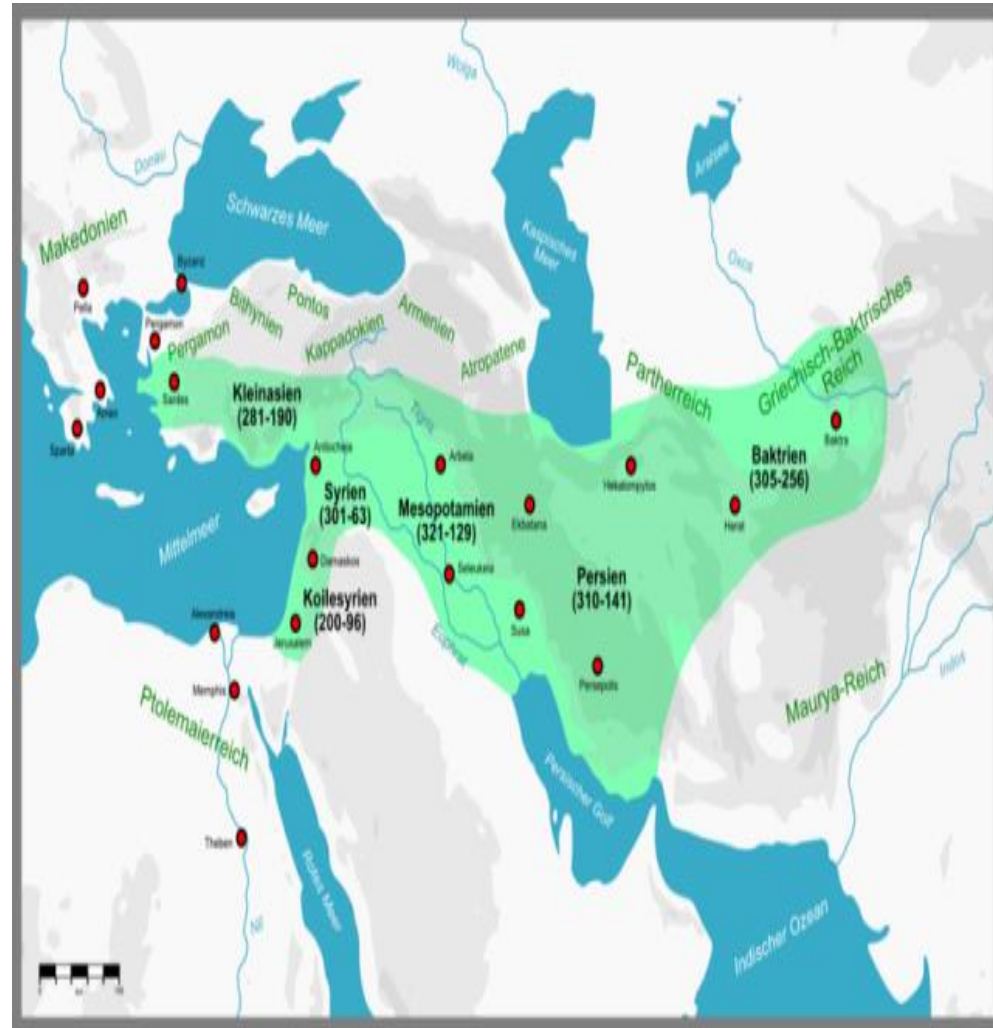 Wolga
Donau
Aralsee
Schwarzes Meer
Kaspisches
Meer
Oxos
Makedonien
Byzanz
Pella
Bithynien
Pontos
Armenien
Kappadokien
Atropatene
Pergamon
Pergamon
Partherreich
Griechisch-Baktrisches
Reich
Sardes
Athen
Sparta
Kleinasien
(281-190)
Tigris
Baktra
Antiocheia
Arbela
Hekatompylos
Baktrien
(305-256)
Syrien
(301-63)
Mesopotamien
(321-129)
Ekbatana
Herat
Mittelmeer
Damaskos
Seleukeia
Persien
(310-141)
Koilesyrien
(200-96)
Susa
Alexandreia
Jerusalem
Euphrat
Persepolis
Indus
Memphis
Maurya-Reich
Ptolemaierreich
Persischer Golf
Theben
Rotes Meer
Nil
Indischer Ozean